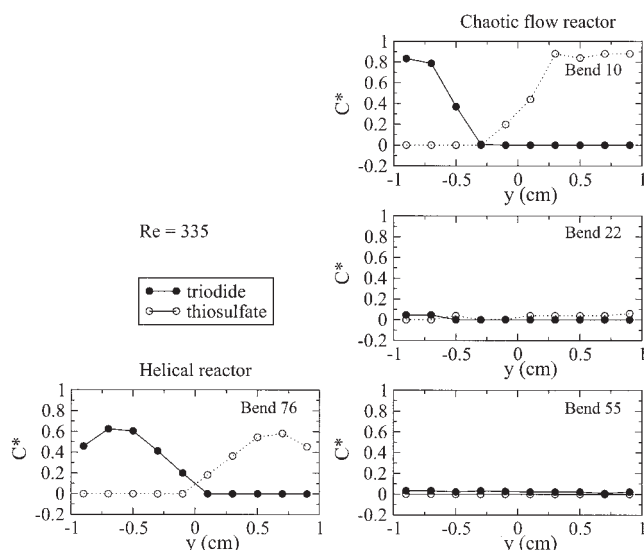 Chaotic flow reactor
1
0.8
0.6
0.4
0.2
0
-0.2
C*
Bend 10
-1 -0.5 0 0.5 1
y (cm)
Re = 335
triodide
thiosulfate
1
0.8
0.6
0.4
0.2
0
-0.2
C*
Bend 22
-1 -0.5 0 0.5 1
y (cm)
Helical reactor
1
0.8
0.6
0.4
0.2
0
-0.2
C*
Bend 76
-1 -0.5 0 0.5 1
y (cm)
1
0.8
0.6
0.4
0.2
0
-0.2
C*
Bend 55
-1 -0.5 0 0.5 1
y (cm)